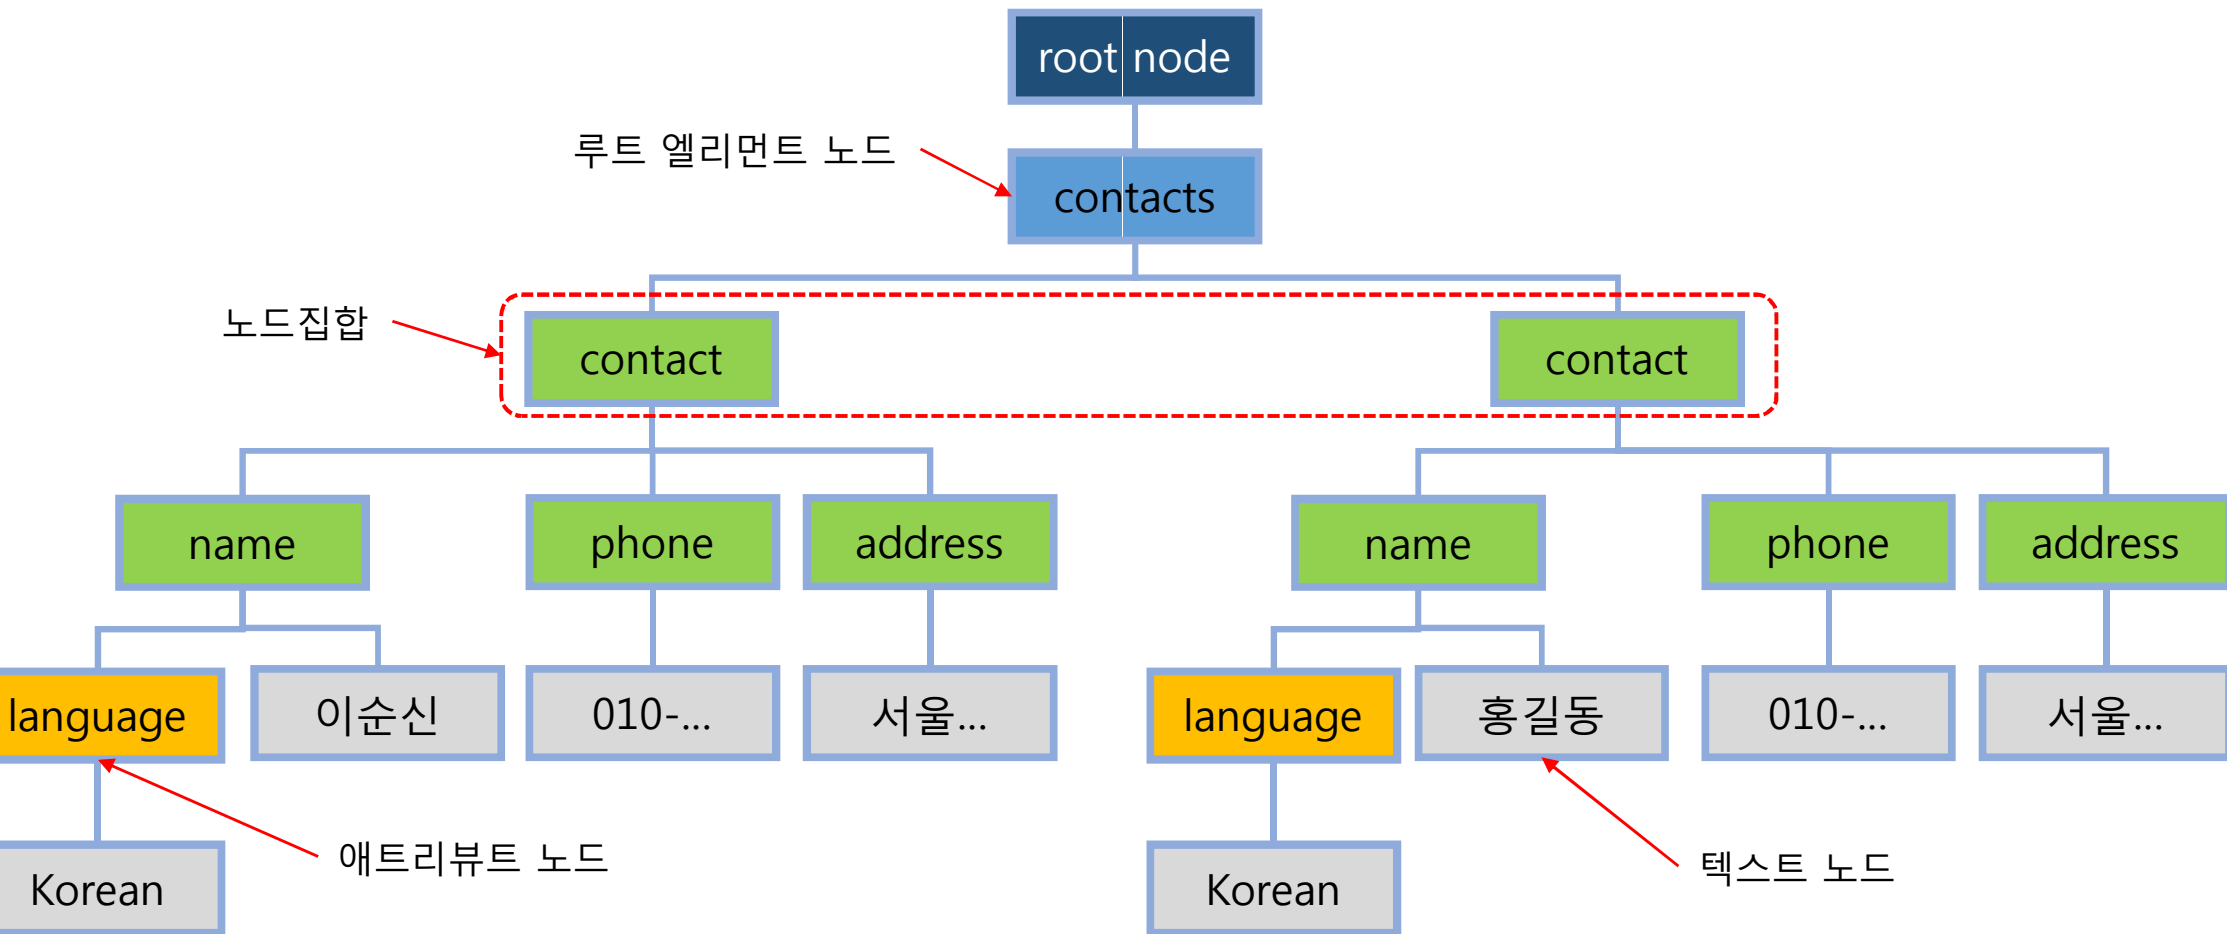 root node
루트 엘리먼트 노드
contacts
노드집합
contact
contact
name
phone
address
name
phone
address
language
이순신
010-...
서울...
language
홍길동
010-...
서울...
애트리뷰트 노드
텍스트 노드
Korean
Korean